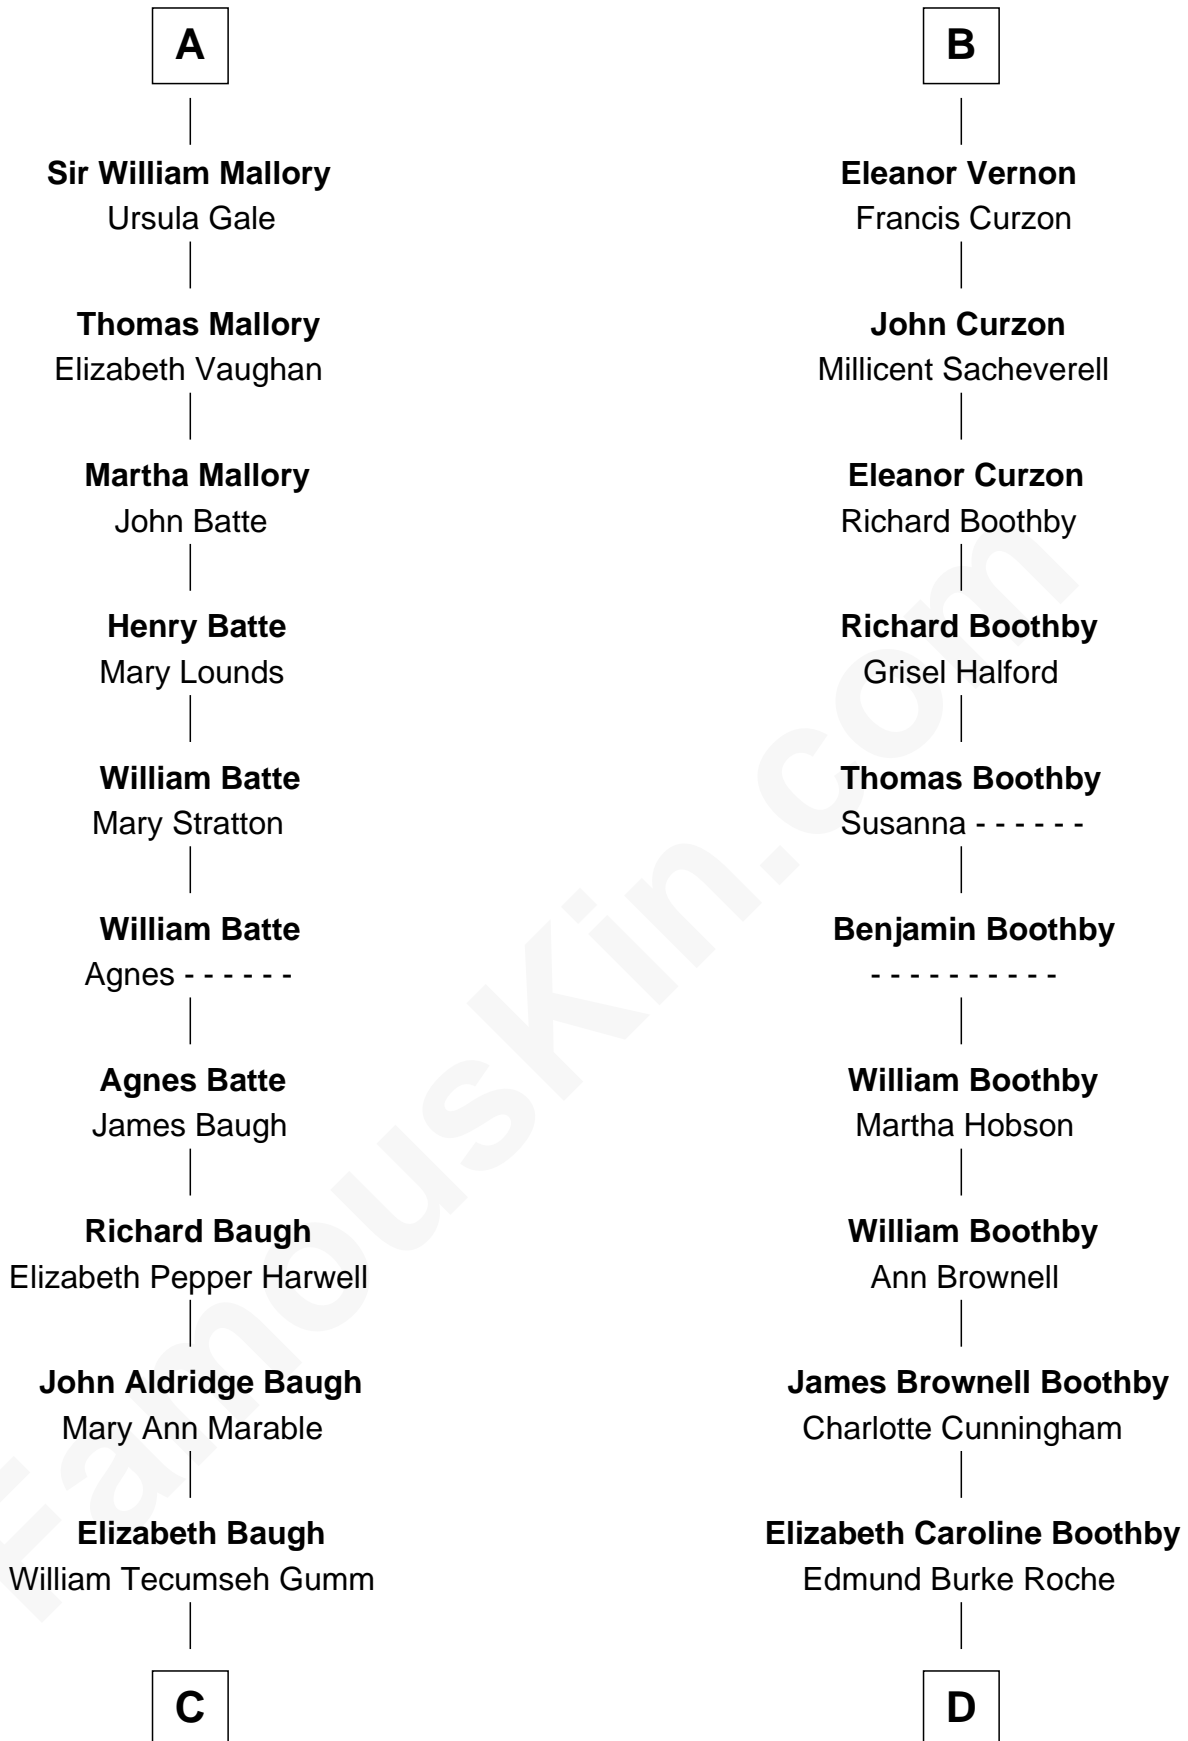 A
Sir William Mallory
Ursula Gale
Thomas Mallory
Elizabeth Vaughan
Martha Mallory
John Batte
Henry Batte
Mary Lounds
William Batte
Mary Stratton
William Batte
Agnes - - - - - -
Agnes Batte
James Baugh
Richard Baugh
Elizabeth Pepper Harwell
John Aldridge Baugh
Mary Ann Marable
Elizabeth Baugh
William Tecumseh Gumm
C
B
Eleanor Vernon
Francis Curzon
John Curzon
Millicent Sacheverell
Eleanor Curzon
Richard Boothby
Richard Boothby
Grisel Halford
Thomas Boothby
Susanna - - - - - -
Benjamin Boothby
- - - - - - - - - -
William Boothby
Martha Hobson
William Boothby
Ann Brownell
James Brownell Boothby
Charlotte Cunningham
Elizabeth Caroline Boothby
Edmund Burke Roche
D
FamousKin.com